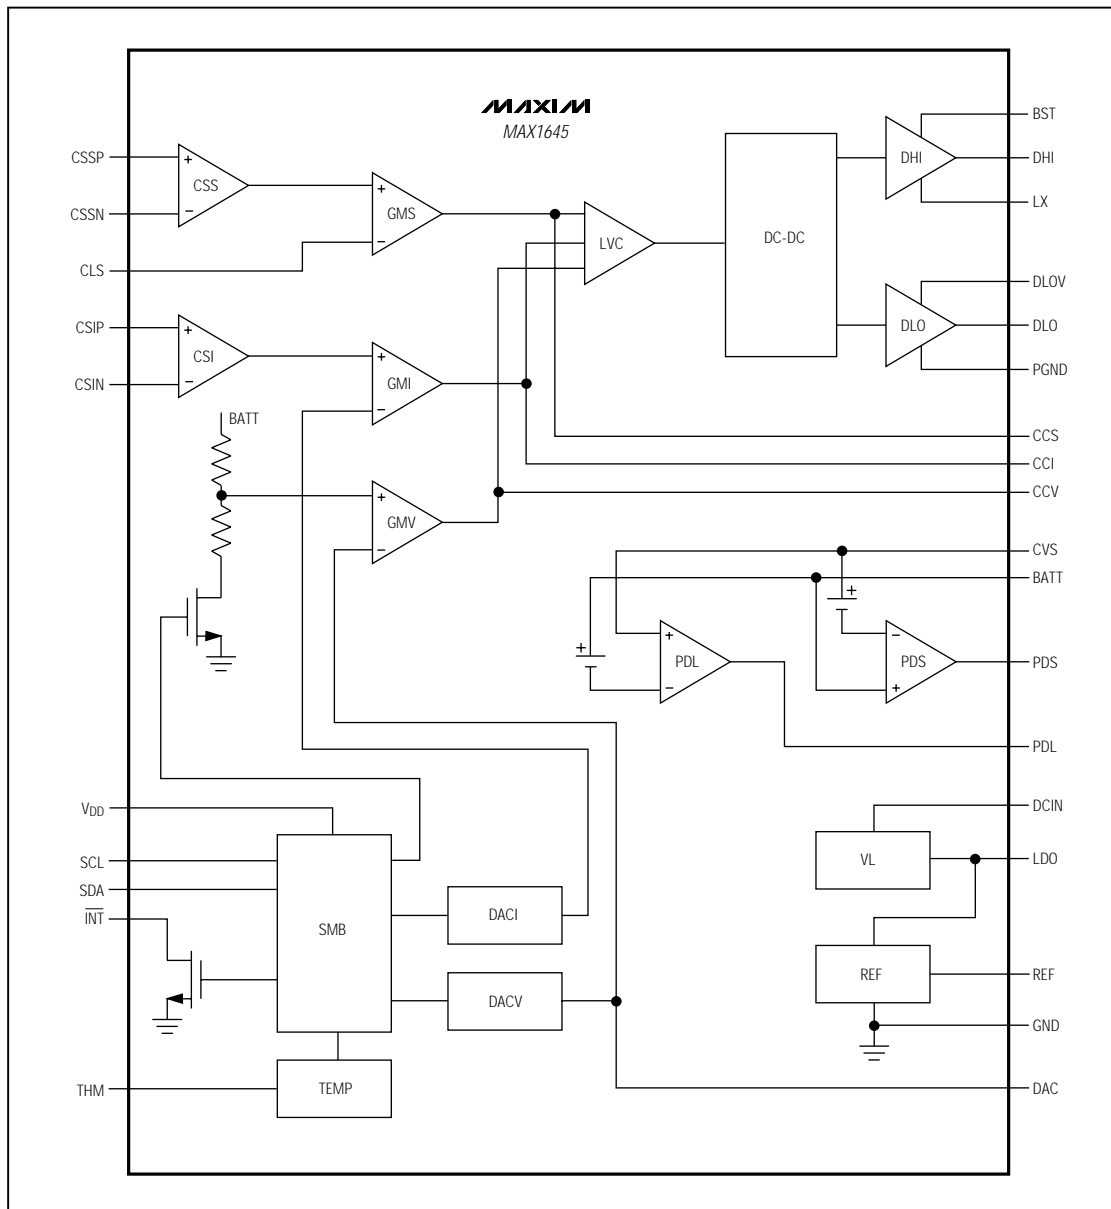 MAXIM
MAX1645
CSSP
CSSN
CLS
CSIP
CSIN
+
−
CSS
+
−
GMS
+
−
CSI
+
−
GMI
BATT
+
−
GMV
LVC
DC-DC
DHI
DLO
BST
DHI
LX
DLOV
DLO
PGND
CCS
CCI
CCV
CVS
BATT
+
+
+
−
PDL
−
+
PDS
PDS
PDL
VDD
SCL
SDA
INT
THM
SMB
TEMP
DACI
DACV
VL
REF
DCIN
LDO
REF
GND
DAC